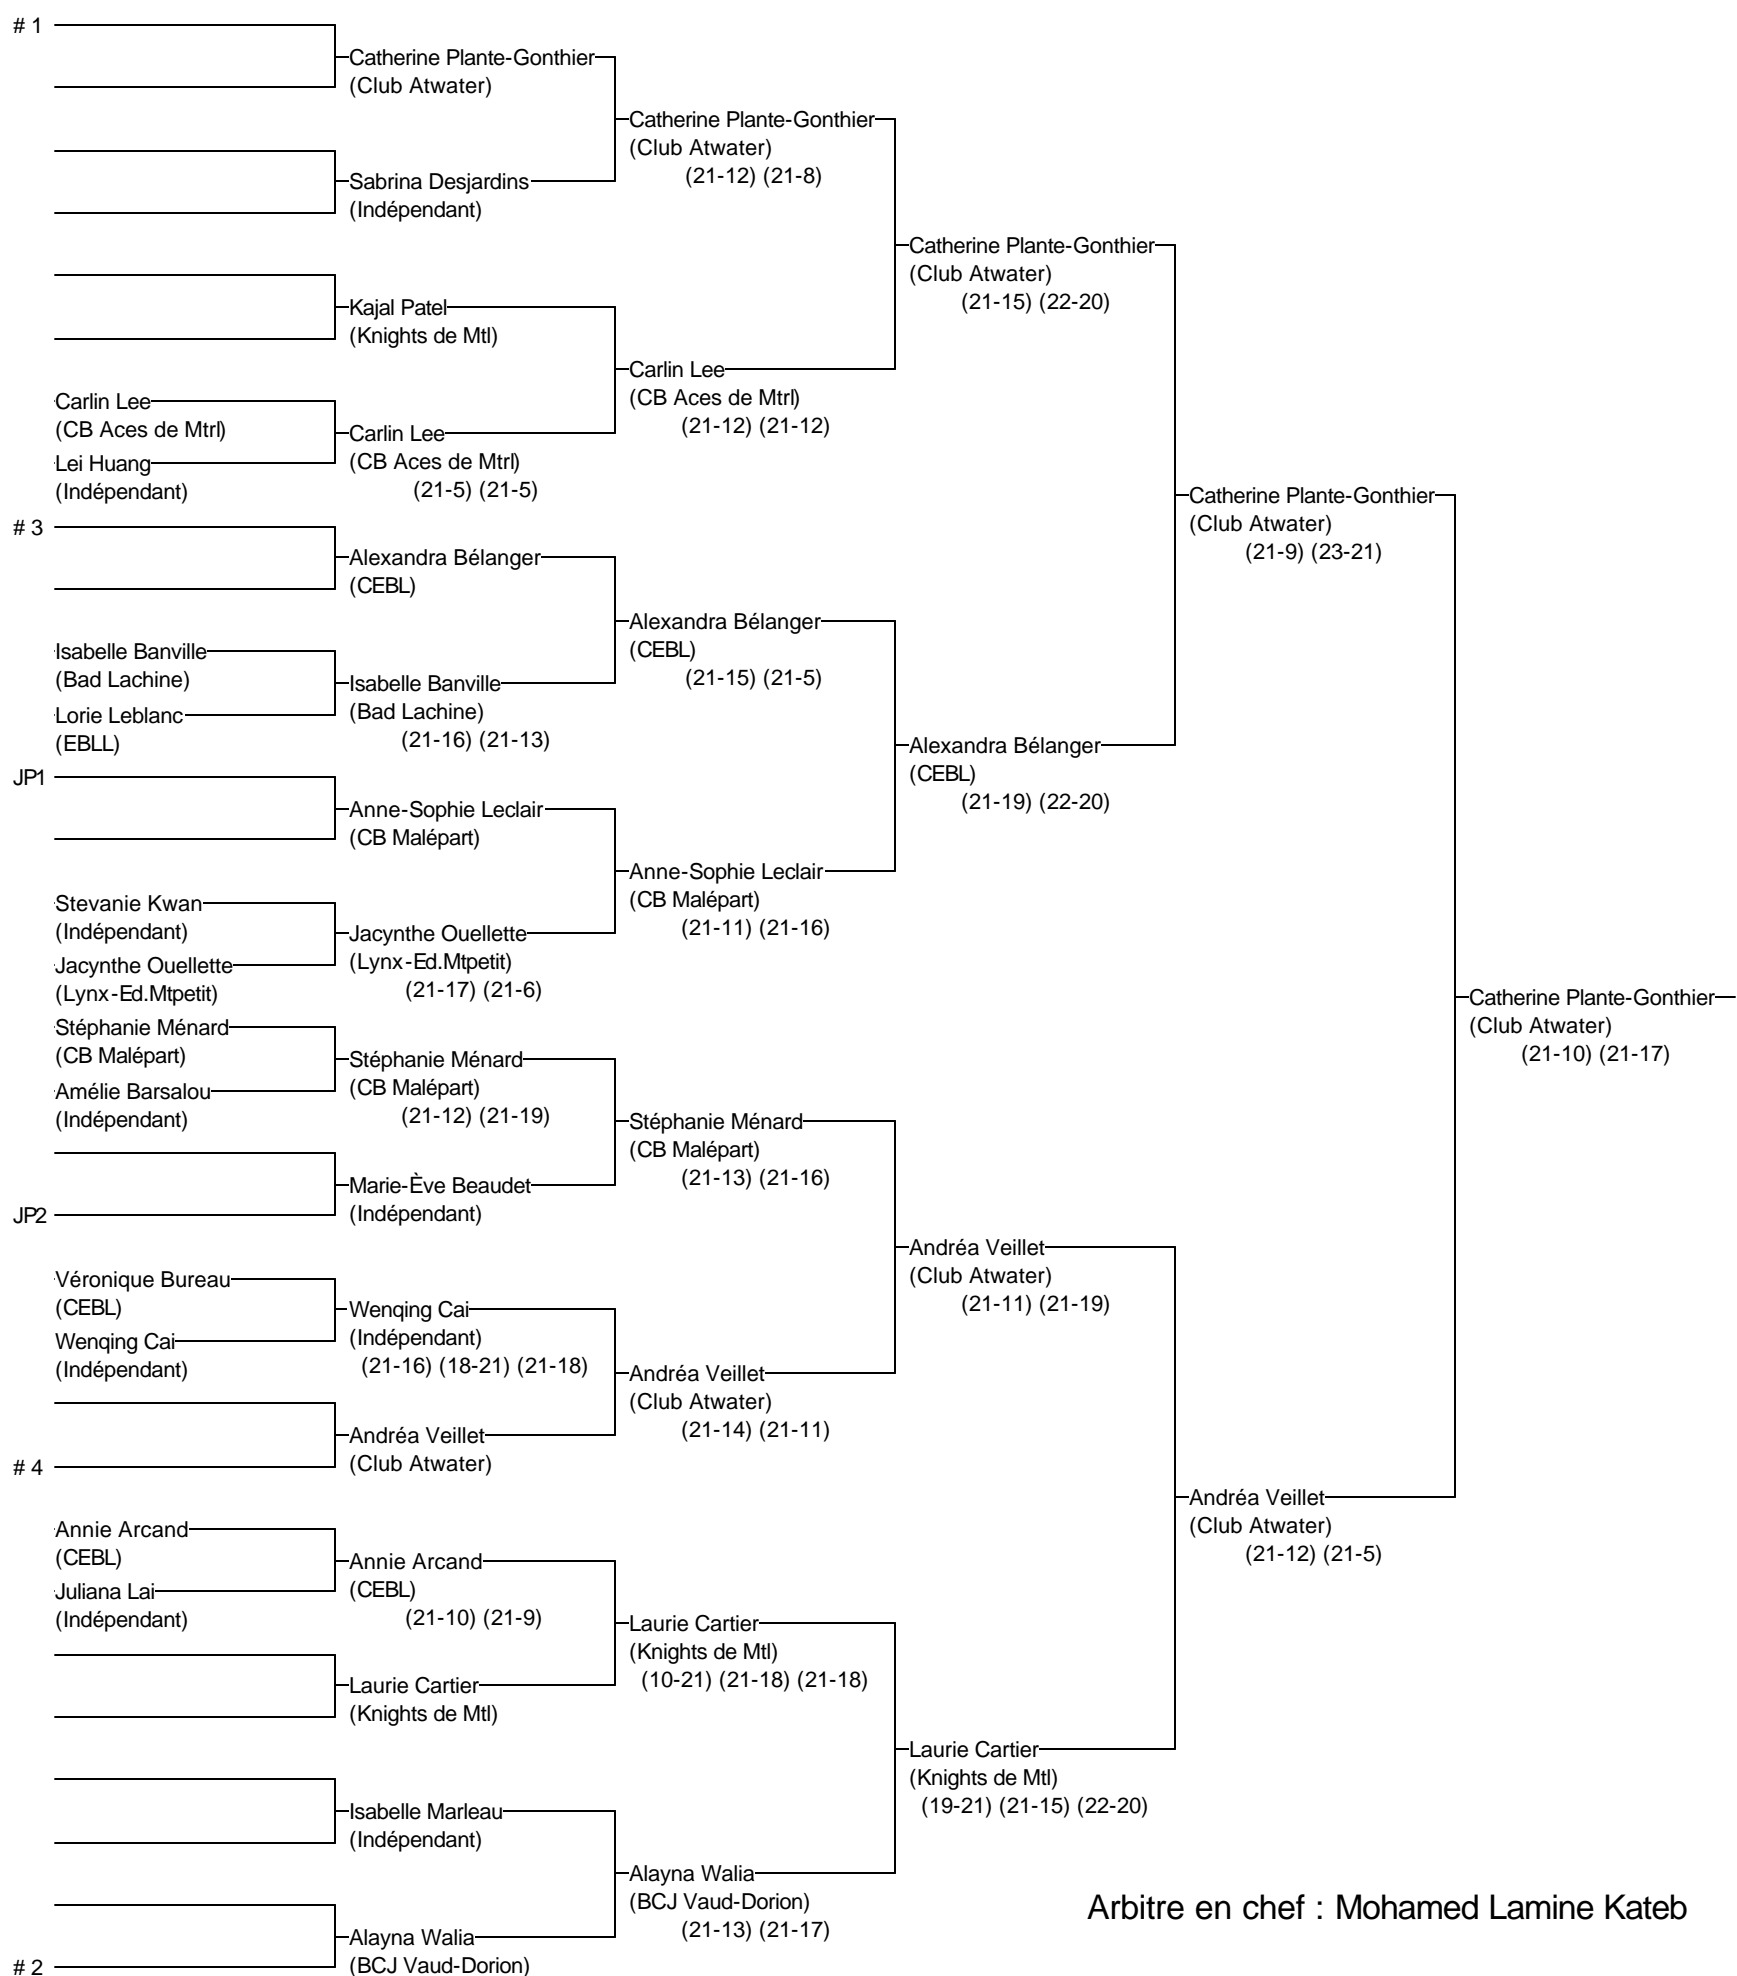 # 1
Catherine Plante-Gonthier
(Club Atwater)
Catherine Plante-Gonthier
(Club Atwater)
(21-12) (21-8)
Sabrina Desjardins
(Indépendant)
Catherine Plante-Gonthier
(Club Atwater)
(21-15) (22-20)
Kajal Patel
(Knights de Mtl)
Carlin Lee
(CB Aces de Mtrl)
(21-12) (21-12)
Carlin Lee
(CB Aces de Mtrl)
Lei Huang
(Indépendant)
Carlin Lee
(CB Aces de Mtrl)
(21-5) (21-5)
Catherine Plante-Gonthier
(Club Atwater)
(21-9) (23-21)
# 3
Alexandra Bélanger
(CEBL)
Alexandra Bélanger
(CEBL)
(21-15) (21-5)
Isabelle Banville
(Bad Lachine)
Lorie Leblanc
(EBLL)
Isabelle Banville
(Bad Lachine)
(21-16) (21-13)
Alexandra Bélanger
(CEBL)
(21-19) (22-20)
JP1
Anne-Sophie Leclair
(CB Malépart)
Anne-Sophie Leclair
(CB Malépart)
(21-11) (21-16)
Stevanie Kwan
(Indépendant)
Jacynthe Ouellette
(Lynx-Ed.Mtpetit)
Jacynthe Ouellette
(Lynx-Ed.Mtpetit)
(21-17) (21-6)
Catherine Plante-Gonthier
(Club Atwater)
(21-10) (21-17)
Stéphanie Ménard
(CB Malépart)
Amélie Barsalou
(Indépendant)
Stéphanie Ménard
(CB Malépart)
(21-12) (21-19)
Stéphanie Ménard
(CB Malépart)
(21-13) (21-16)
Marie-Ève Beaudet
(Indépendant)
JP2
Andréa Veillet
(Club Atwater)
(21-11) (21-19)
Véronique Bureau
(CEBL)
Wenqing Cai
(Indépendant)
Wenqing Cai
(Indépendant)
(21-16) (18-21) (21-18)
Andréa Veillet
(Club Atwater)
(21-14) (21-11)
Andréa Veillet
(Club Atwater)
# 4
Andréa Veillet
(Club Atwater)
(21-12) (21-5)
Annie Arcand
(CEBL)
Juliana Lai
(Indépendant)
Annie Arcand
(CEBL)
(21-10) (21-9)
Laurie Cartier
(Knights de Mtl)
(10-21) (21-18) (21-18)
Laurie Cartier
(Knights de Mtl)
Laurie Cartier
(Knights de Mtl)
(19-21) (21-15) (22-20)
Isabelle Marleau
(Indépendant)
Alayna Walia
(BCJ Vaud-Dorion)
(21-13) (21-17)
Alayna Walia
(BCJ Vaud-Dorion)
# 2
Arbitre en chef : Mohamed Lamine Kateb